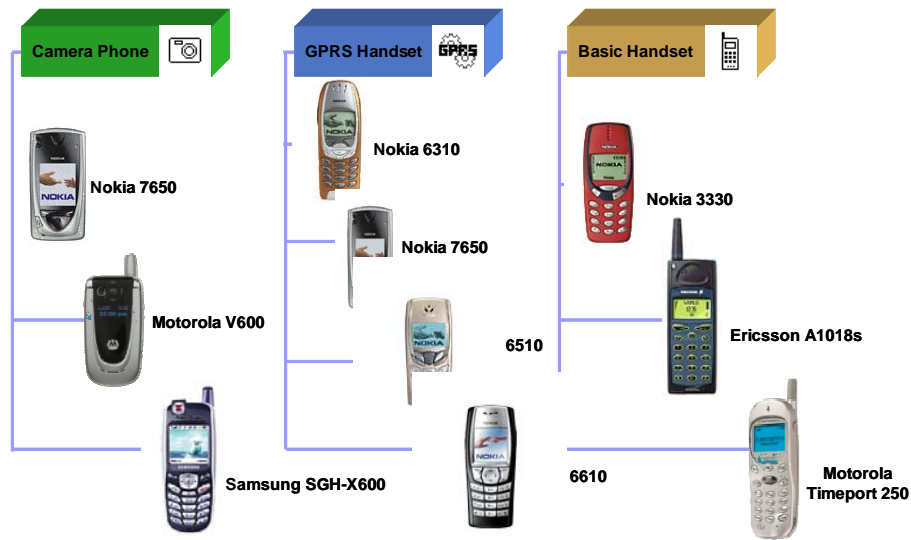 Camera Phone
GPRS Handset
GPRS
Basic Handset
Nokia 7650
Motorola V600
Samsung SGH-X600
Nokia 6310
Nokia 7650
6510
6610
Nokia 3330
Ericsson A1018s
Motorola
Timeport 250
NOKIA
NOKIA
NOKIA
NOKIA
NOKIA
SAMSUNG